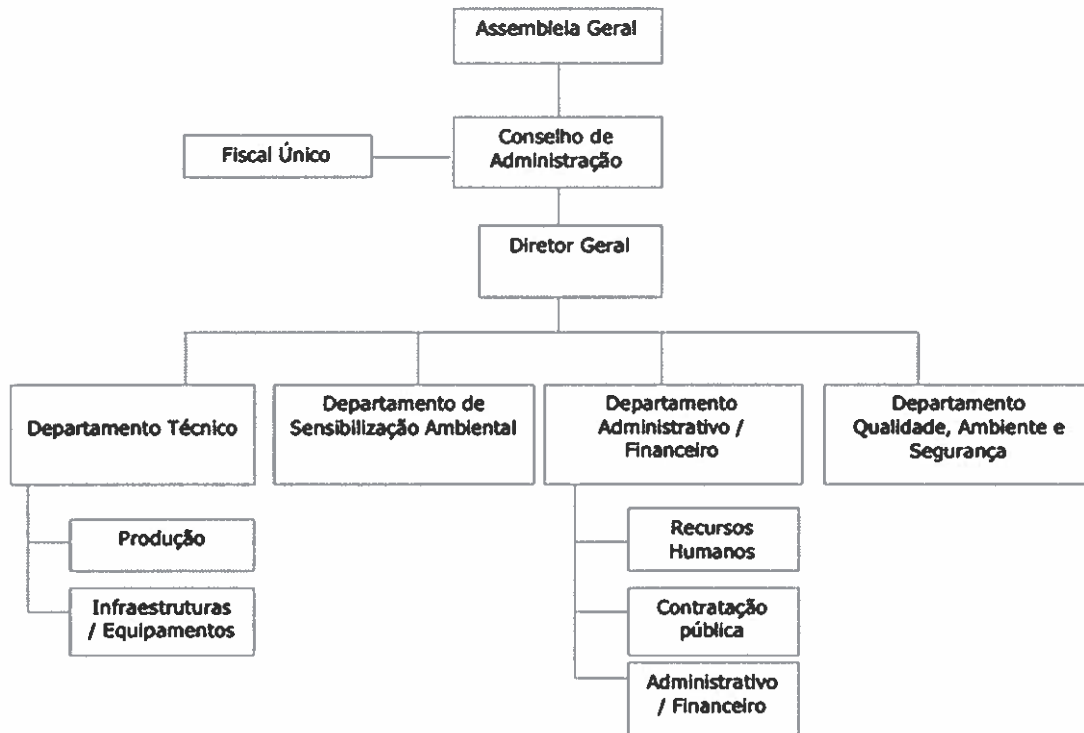 Assembleia Geral
Conselho de
Administração
Fiscal Único
Diretor Geral
Departamento Técnico
Departamento de
Sensibilização Ambiental
Departamento
Administrativo /
Financeiro
Departamento
Qualidade, Ambiente e
Segurança
Produção
Infraestruturas
/ Equipamentos
Recursos
Humanos
Contratação
pública
Administrativo
/ Financeiro